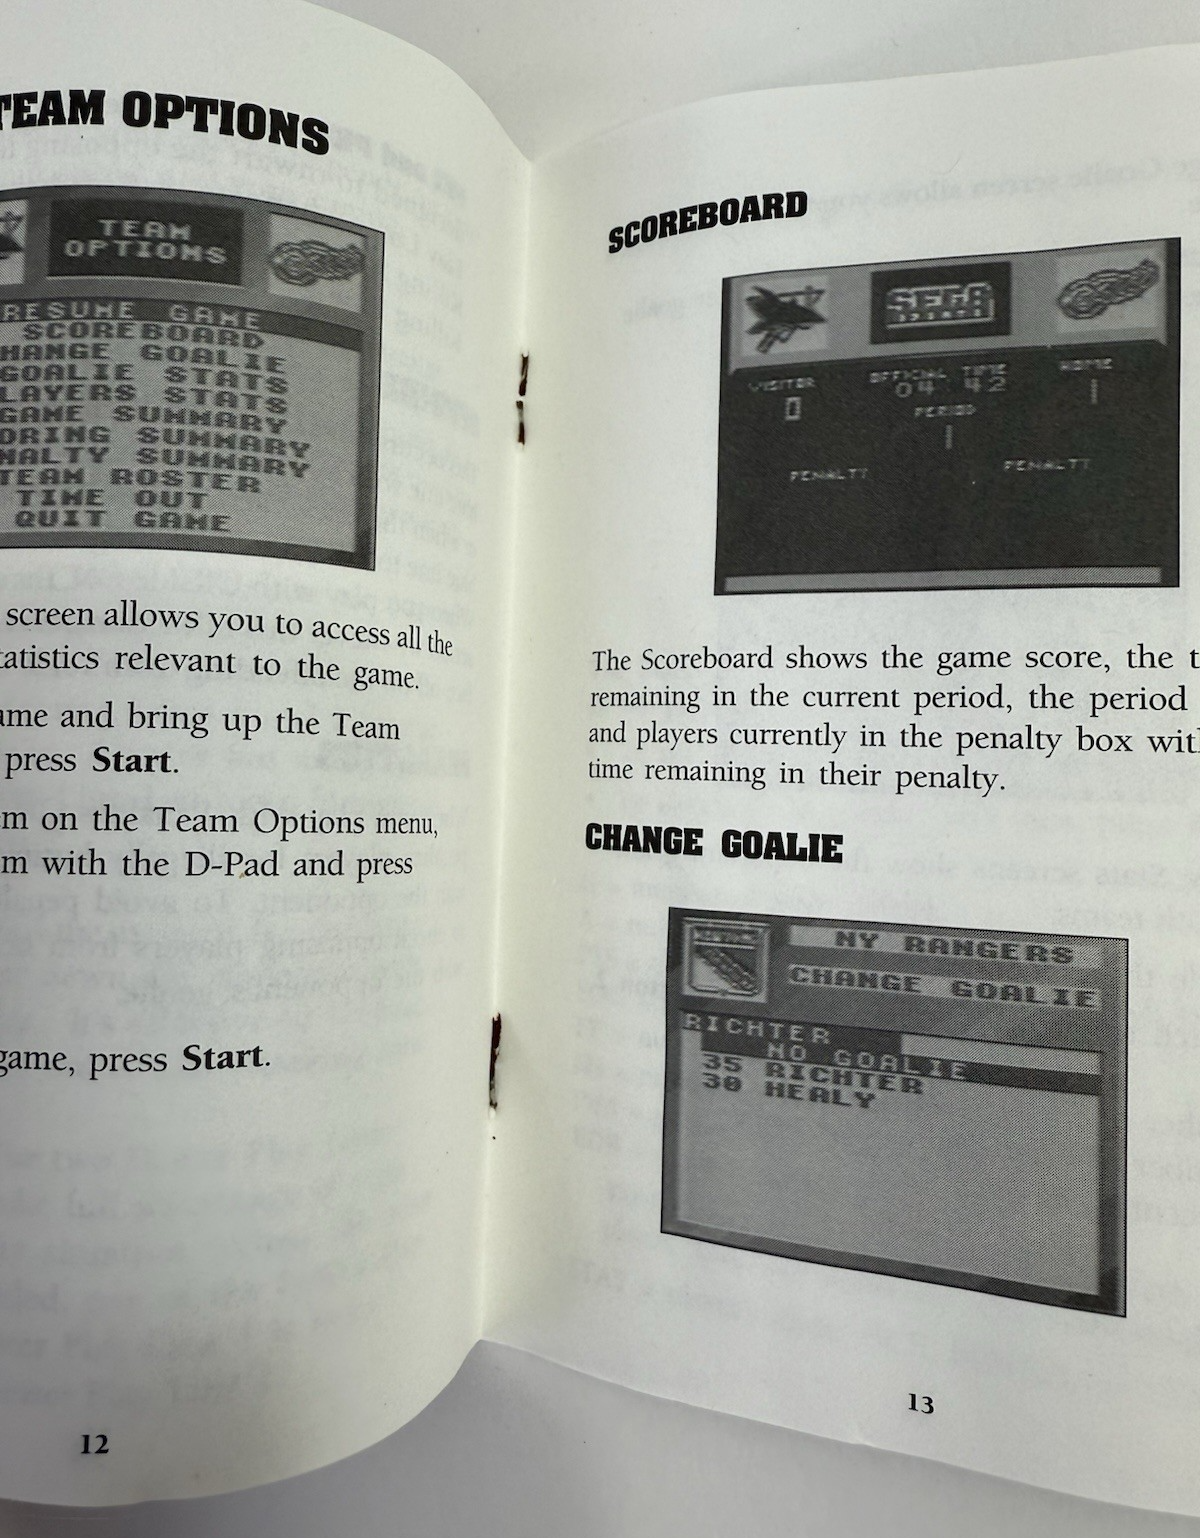 TEAM OPTIONS
TEAM
OPTIONS
RESUME GAME
SCOREBOARD
HANGE GOALIE
GOALIE STATS
LAYERS STATS
GAME SUMMARY
ORING SUMMARY
NALTY SUMMARY
TEAM ROSTER
TIME OUT
QUIT GAME
screen allows you to access all the
tatistics relevant to the game.
ame and bring up the Team
press Start.
m on the Team Options menu,
m with the D-Pad and press
game, press Start.
12
SCOREBOARD
SEGA
SPORTS
VISITOR OFFICIAL TIME HOME
0 04 42 1
PERIOD
1
PENALTY PENALTY
The Scoreboard shows the game score, the t
remaining in the current period, the period
and players currently in the penalty box wit
time remaining in their penalty.
CHANGE GOALIE
NY RANGERS
CHANGE GOALIE
RICHTER
NO GOALIE
35 RICHTER
30 HEALY
13